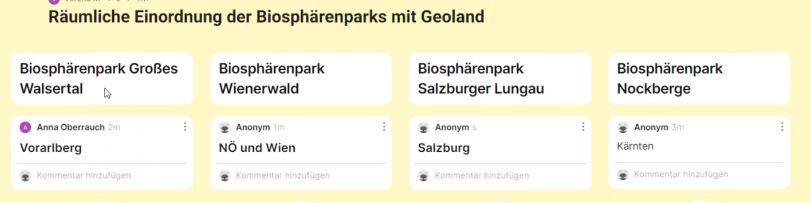 Räumliche Einordnung der Biosphärenparks mit Geoland
Biosphärenpark Großes
Walsertal
Anna Oberrauch 2m
Vorarlberg
Kommentar hinzufügen
Biosphärenpark
Wienerwald
Anonym 1m
NÖ und Wien
Kommentar hinzufügen
Biosphärenpark
Salzburger Lungau
Anonym s
Salzburg
Kommentar hinzufügen
Biosphärenpark
Nockberge
Anonym 3m
Kärnten
Kommentar hinzufügen